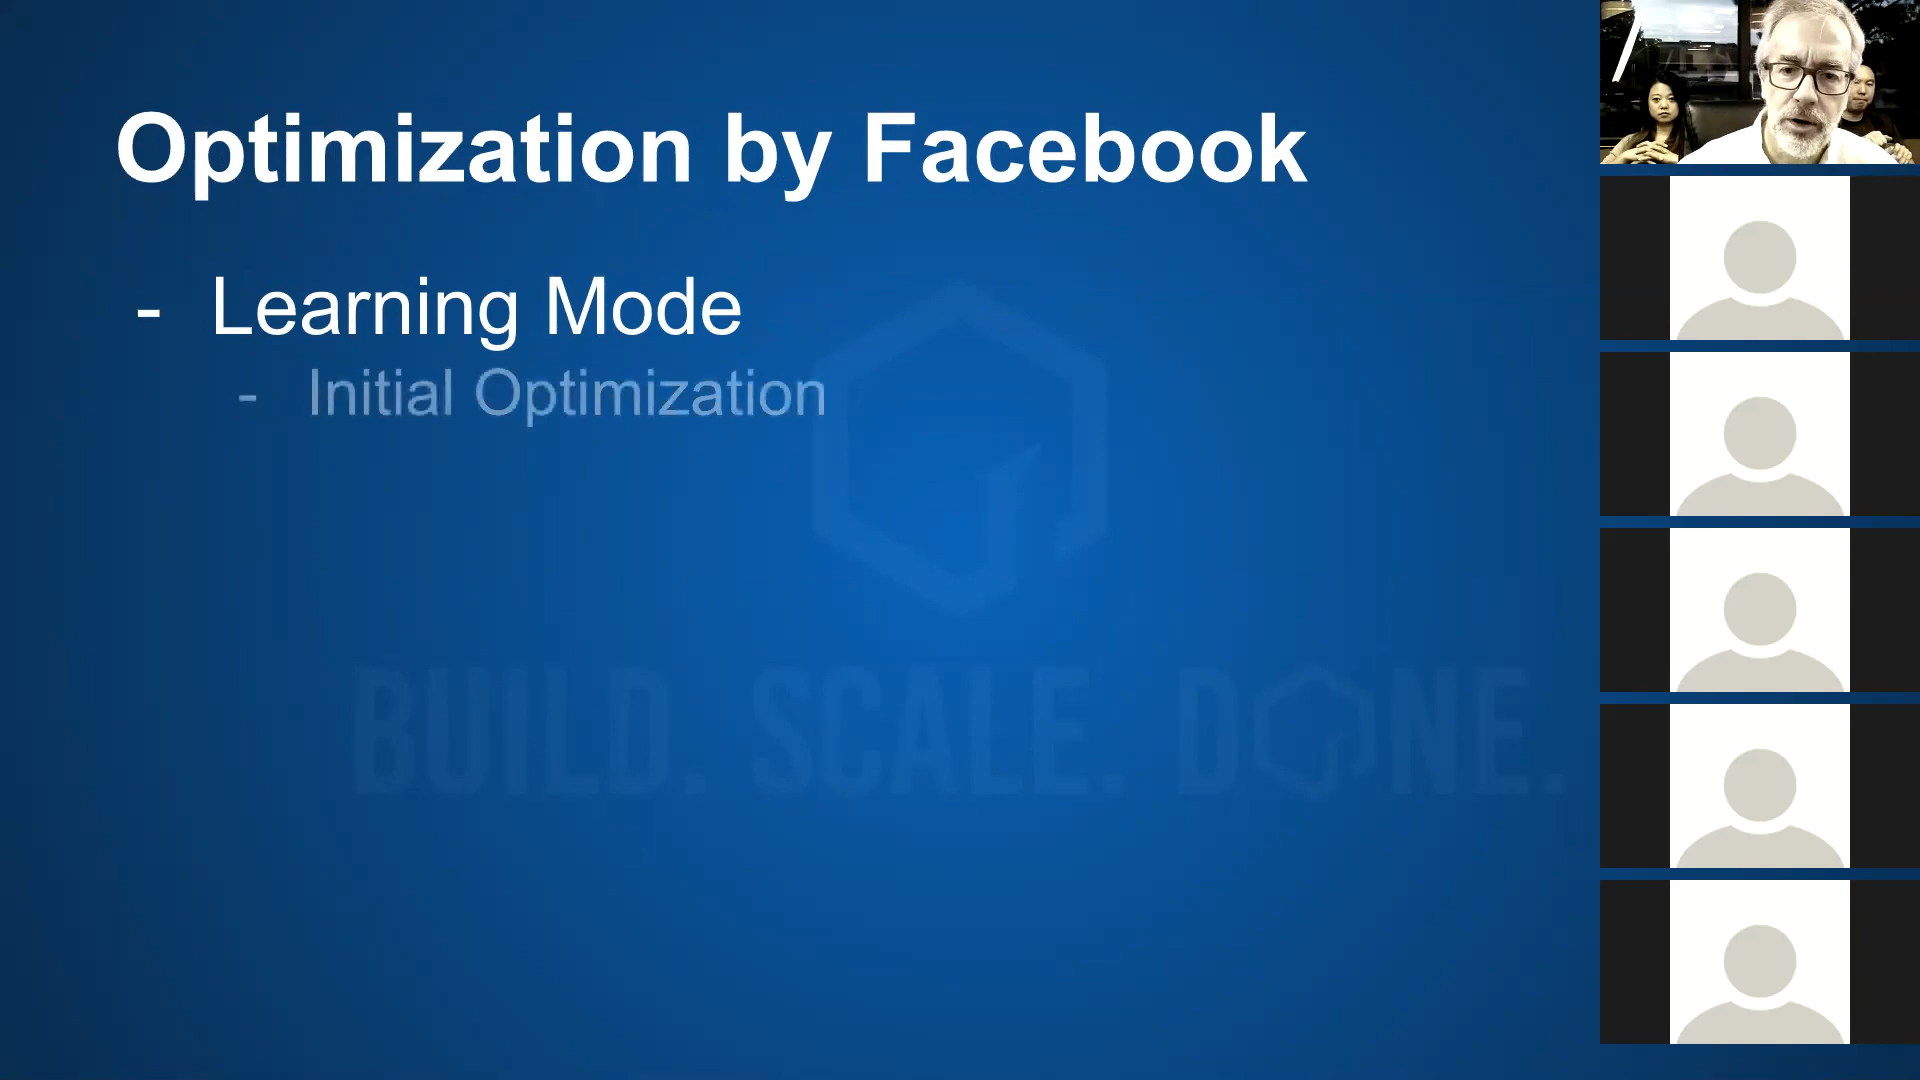 Optimization by Facebook
- Learning Mode
- Initial Optimization
BUILD. SCALE. DONE.